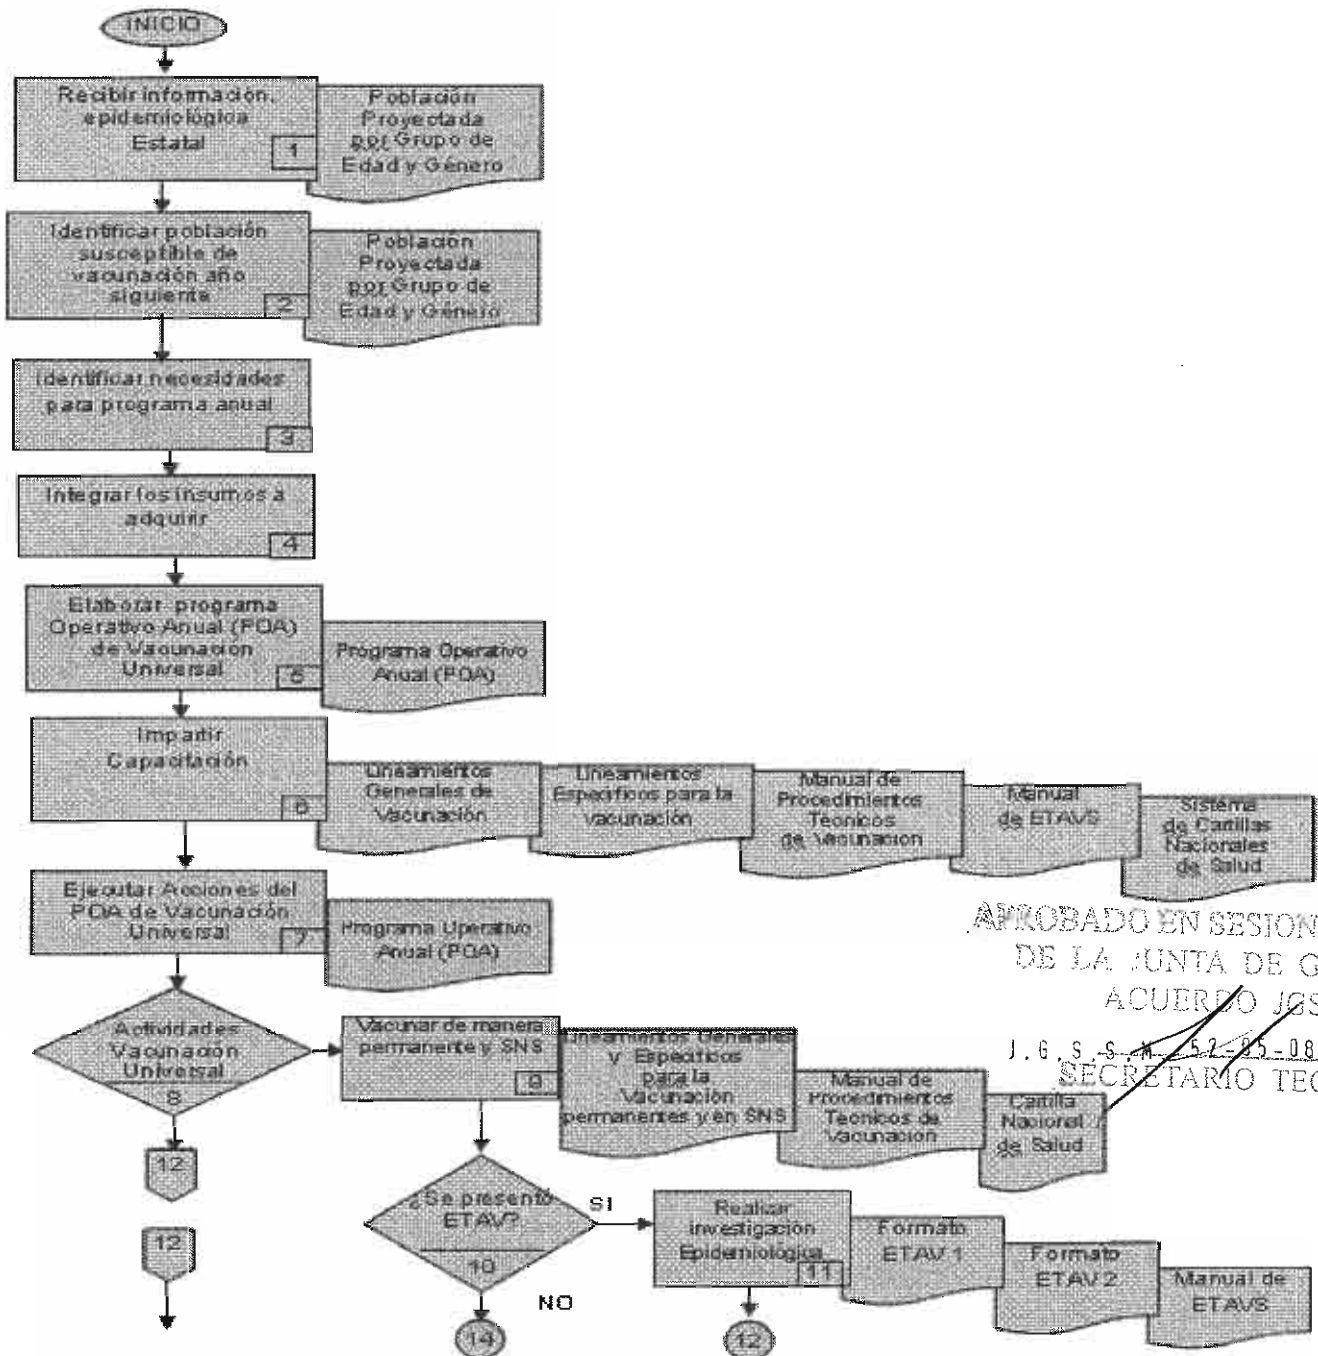 INICIO
Recibir información,
epidemiológica
Estatal
1
Población
Proyectada
por Grupo de
Edad y Género
Identificar población
susceptible de
vacunación año
siguiente
2
Población
Proyectada
por Grupo de
Edad y Género
Identificar necesidades
para programa anual
3
Integrar los insumos a
adquirir
4
Elaborar programa
Operativo Anual (POA)
de Vacunación
Universal
5
Programa Operativo
Anual (POA)
Impartir
Capacitación
6
Lineamientos
Generales de
Vacunación
Lineamientos
Específicos para la
vacunación
Manual de
Procedimientos
Técnicos
de Vacunación
Manual
de ETAVS
Sistema
de Cartillas
Nacionales
de Salud
Ejecutar Acciones del
POA de Vacunación
Universal
7
Programa Operativo
Anual (POA)
APROBADO EN SESION
DE LA JUNTA DE G
ACUERDO JGS
J.G.S.S.M 52-05-08
SECRETARIO TEC
Actividades
Vacunación
Universal
8
Vacunar de manera
permanente y SNS
9
Lineamientos Generales
y Específicos
para la
Vacunación
permanentes y en SNS
Manual de
Procedimientos
Técnicos de
Vacunación
Cartilla
Nacional
de Salud
12
12
¿Se presentó
ETAV?
10
SI
NO
14
Realizar
investigación
Epidemiológica
11
12
Formato
ETAV 1
Formato
ETAV 2
Manual de
ETAVS